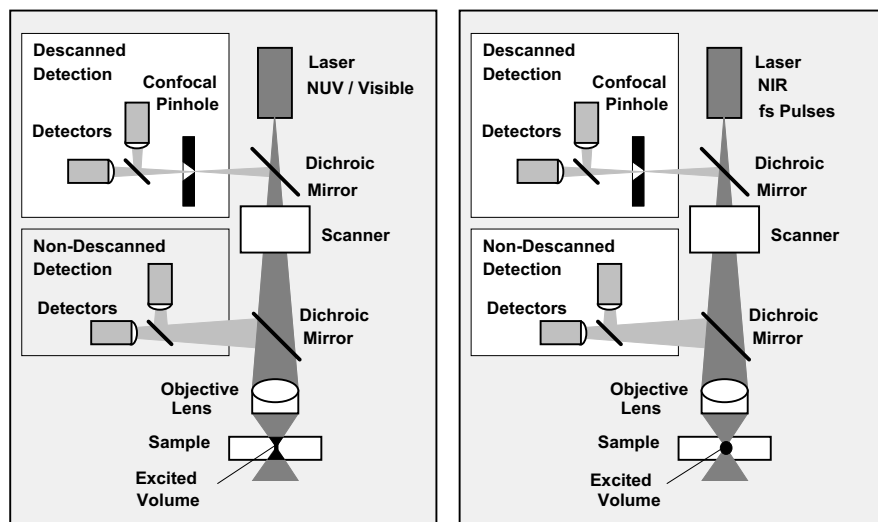 Descanned
Detection
Confocal
Pinhole
Detectors
Laser
NUV / Visible
Dichroic
Mirror
Scanner
Non-Descanned
Detection
Detectors
Dichroic
Mirror
Objective
Lens
Sample
Excited
Volume
Descanned
Detection
Confocal
Pinhole
Detectors
Laser
NIR
fs Pulses
Dichroic
Mirror
Scanner
Non-Descanned
Detection
Detectors
Dichroic
Mirror
Objective
Lens
Sample
Excited
Volume